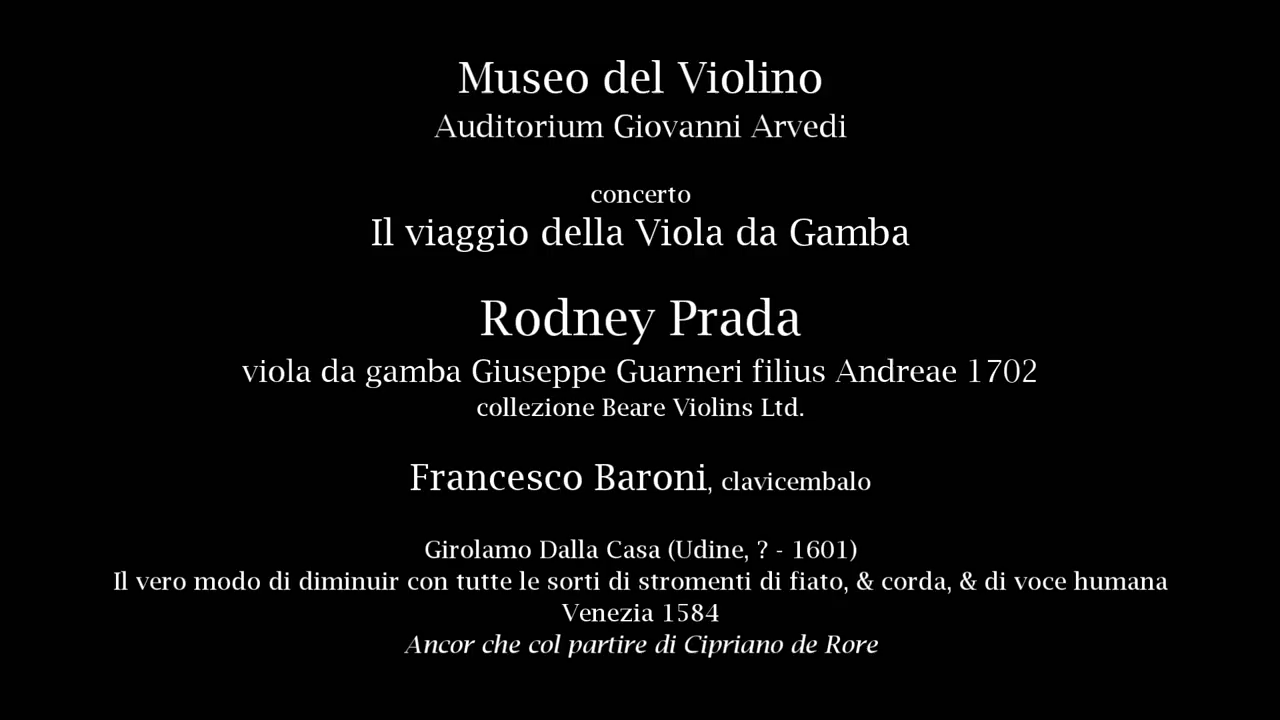 Museo del Violino
Auditorium Giovanni Arvedi
concerto
Il viaggio della Viola da Gamba
Rodney Prada
viola da gamba Giuseppe Guarneri filius Andreae 1702
collezione Beare Violins Ltd.
Francesco Baroni, clavicembalo
Girolamo Dalla Casa (Udine, ? - 1601)
Il vero modo di diminuir con tutte le sorti di stromenti di fiato, & corda, & di voce humana
Venezia 1584
Ancor che col partire di Cipriano de Rore